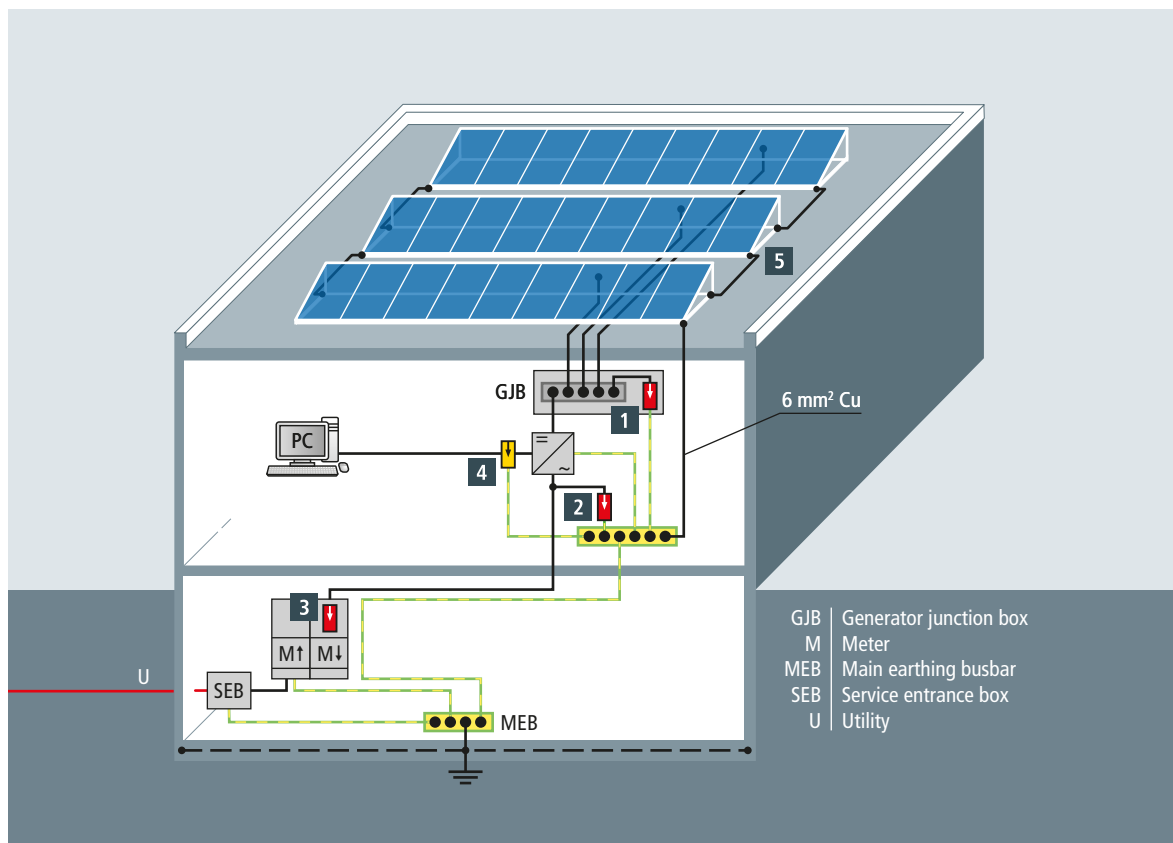 5
GJB
1
6 mm² Cu
PC
4
2
=
~
3
M↑
M↓
U
SEB
MEB
GJB Generator junction box
M Meter
MEB Main earthing busbar
SEB Service entrance box
U Utility